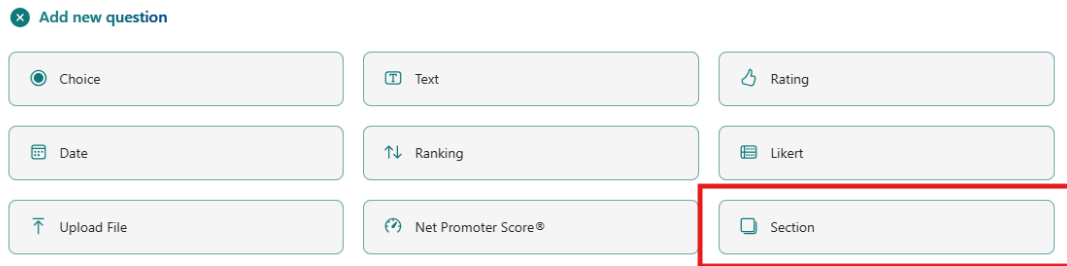 Add new question
Choice
Text
Rating
Date
Ranking
Likert
Upload File
Net Promoter Score®
Section